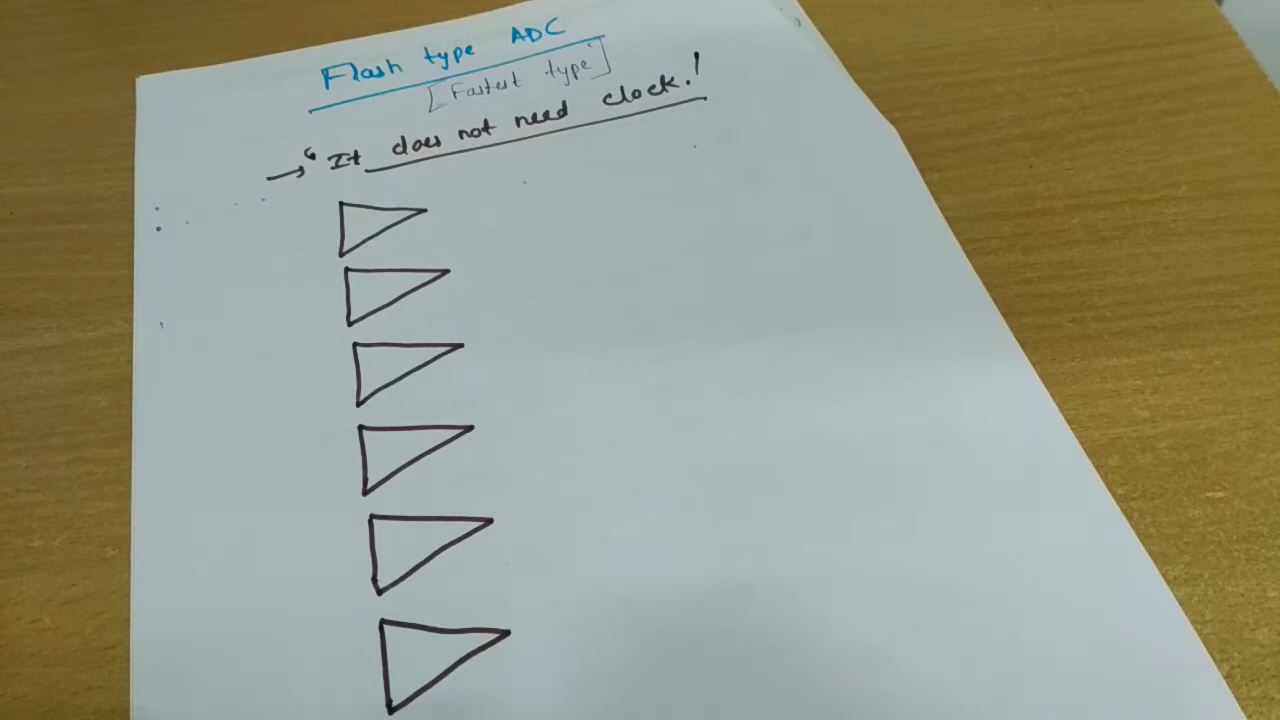 Flash type ADC
[Fastest type]
→ "It does not need clock.!